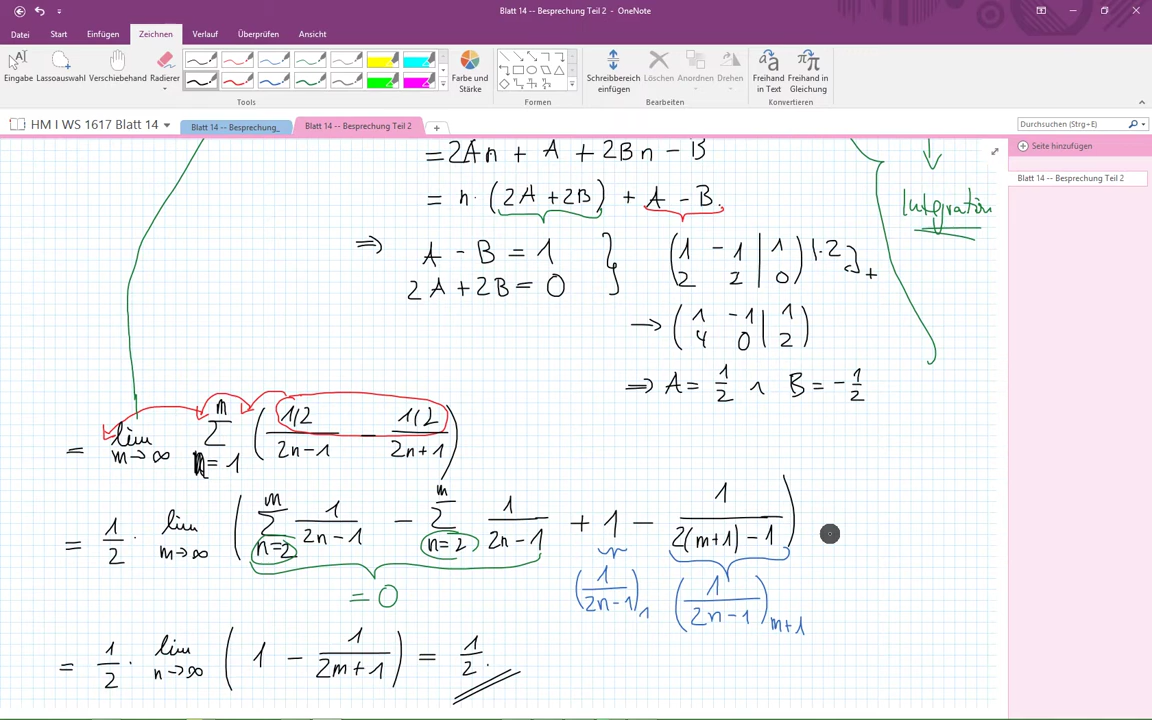 Blatt 14 -- Besprechung Teil 2 - OneNote
Datei Start Einfügen Zeichnen Verlauf Überprüfen Ansicht
Eingabe Lassoauswahl Verschiebehand Radierer
Farbe und Stärke
Schreibbereich einfügen
Löschen Anordnen Drehen
Freihand in Text
Freihand in Gleichung
Tools Formen Bearbeiten Konvertieren
HM I WS 1617 Blatt 14
Blatt 14 -- Besprechung_
Blatt 14 -- Besprechung Teil 2
Durchsuchen (Strg+E)
Seite hinzufügen
Blatt 14 -- Besprechung Teil 2
= 2An + A + 2Bn - B
= n · (2A + 2B) + A - B.
Integration
⇒ A - B = 1 } (1 -1 | 1) |·2 ] +
2A + 2B = 0 (2 2 | 0)
→ (1 -1 | 1)
(4 0 | 2)
⇒ A = 1/2 ∧ B = -1/2
= lim m→∞ ∑ n=1 m ( (1/2)/(2n-1) - (1/2)/(2n+1) )
= 1/2 · lim m→∞ ( ∑ n=2 m 1/(2n-1) - ∑ n=2 m 1/(2n-1) + 1 - 1/(2(m+1)-1) )
= 0 (1/(2n-1))₁ (1/(2n-1)) m+1
= 1/2 · lim n→∞ ( 1 - 1/(2m+1) ) = 1/2.